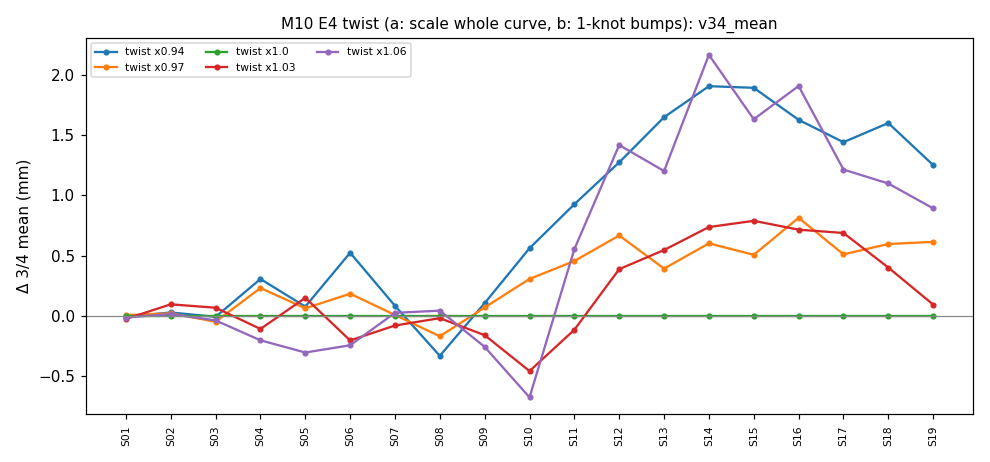 M10 E4 twist (a: scale whole curve, b: 1-knot bumps): v34_mean
twist x0.94
twist x0.97
twist x1.0
twist x1.03
twist x1.06
Δ 3/4 mean (mm)
2.0
1.5
1.0
0.5
0.0
−0.5
S01 S02 S03 S04 S05 S06 S07 S08 S09 S10 S11 S12 S13 S14 S15 S16 S17 S18 S19